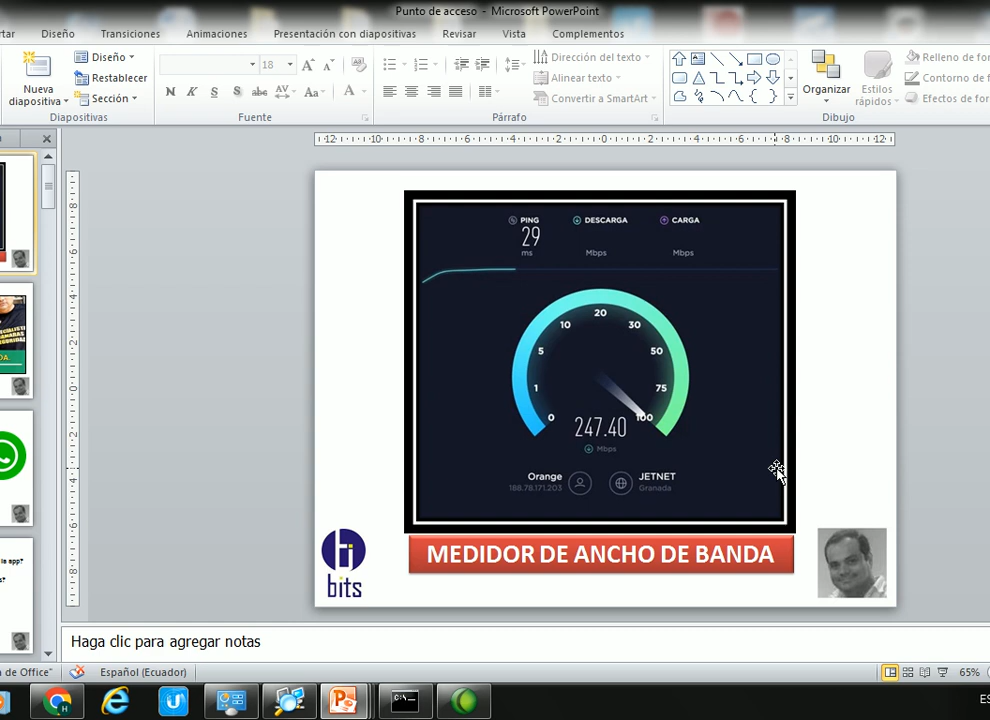 Punto de acceso - Microsoft PowerPoint
Diseño Transiciones Animaciones Presentación con diapositivas Revisar Vista Complementos
Nueva diapositiva
Diseño
Restablecer
Sección
Diapositivas
18
N K S S abc AV Aa A
Fuente
Dirección del texto
Alinear texto
Convertir a SmartArt
Párrafo
Organizar
Estilos rápidos
Relleno de
Contorno de
Efectos de
Dibujo
PING DESCARGA CARGA
29
ms Mbps Mbps
0 1 5 10 20 30 50 75 100
247.40
Mbps
Orange JETNET
188.78.171.203 Granada
MEDIDOR DE ANCHO DE BANDA
bits
Haga clic para agregar notas
de Office" Español (Ecuador) 65%
ES